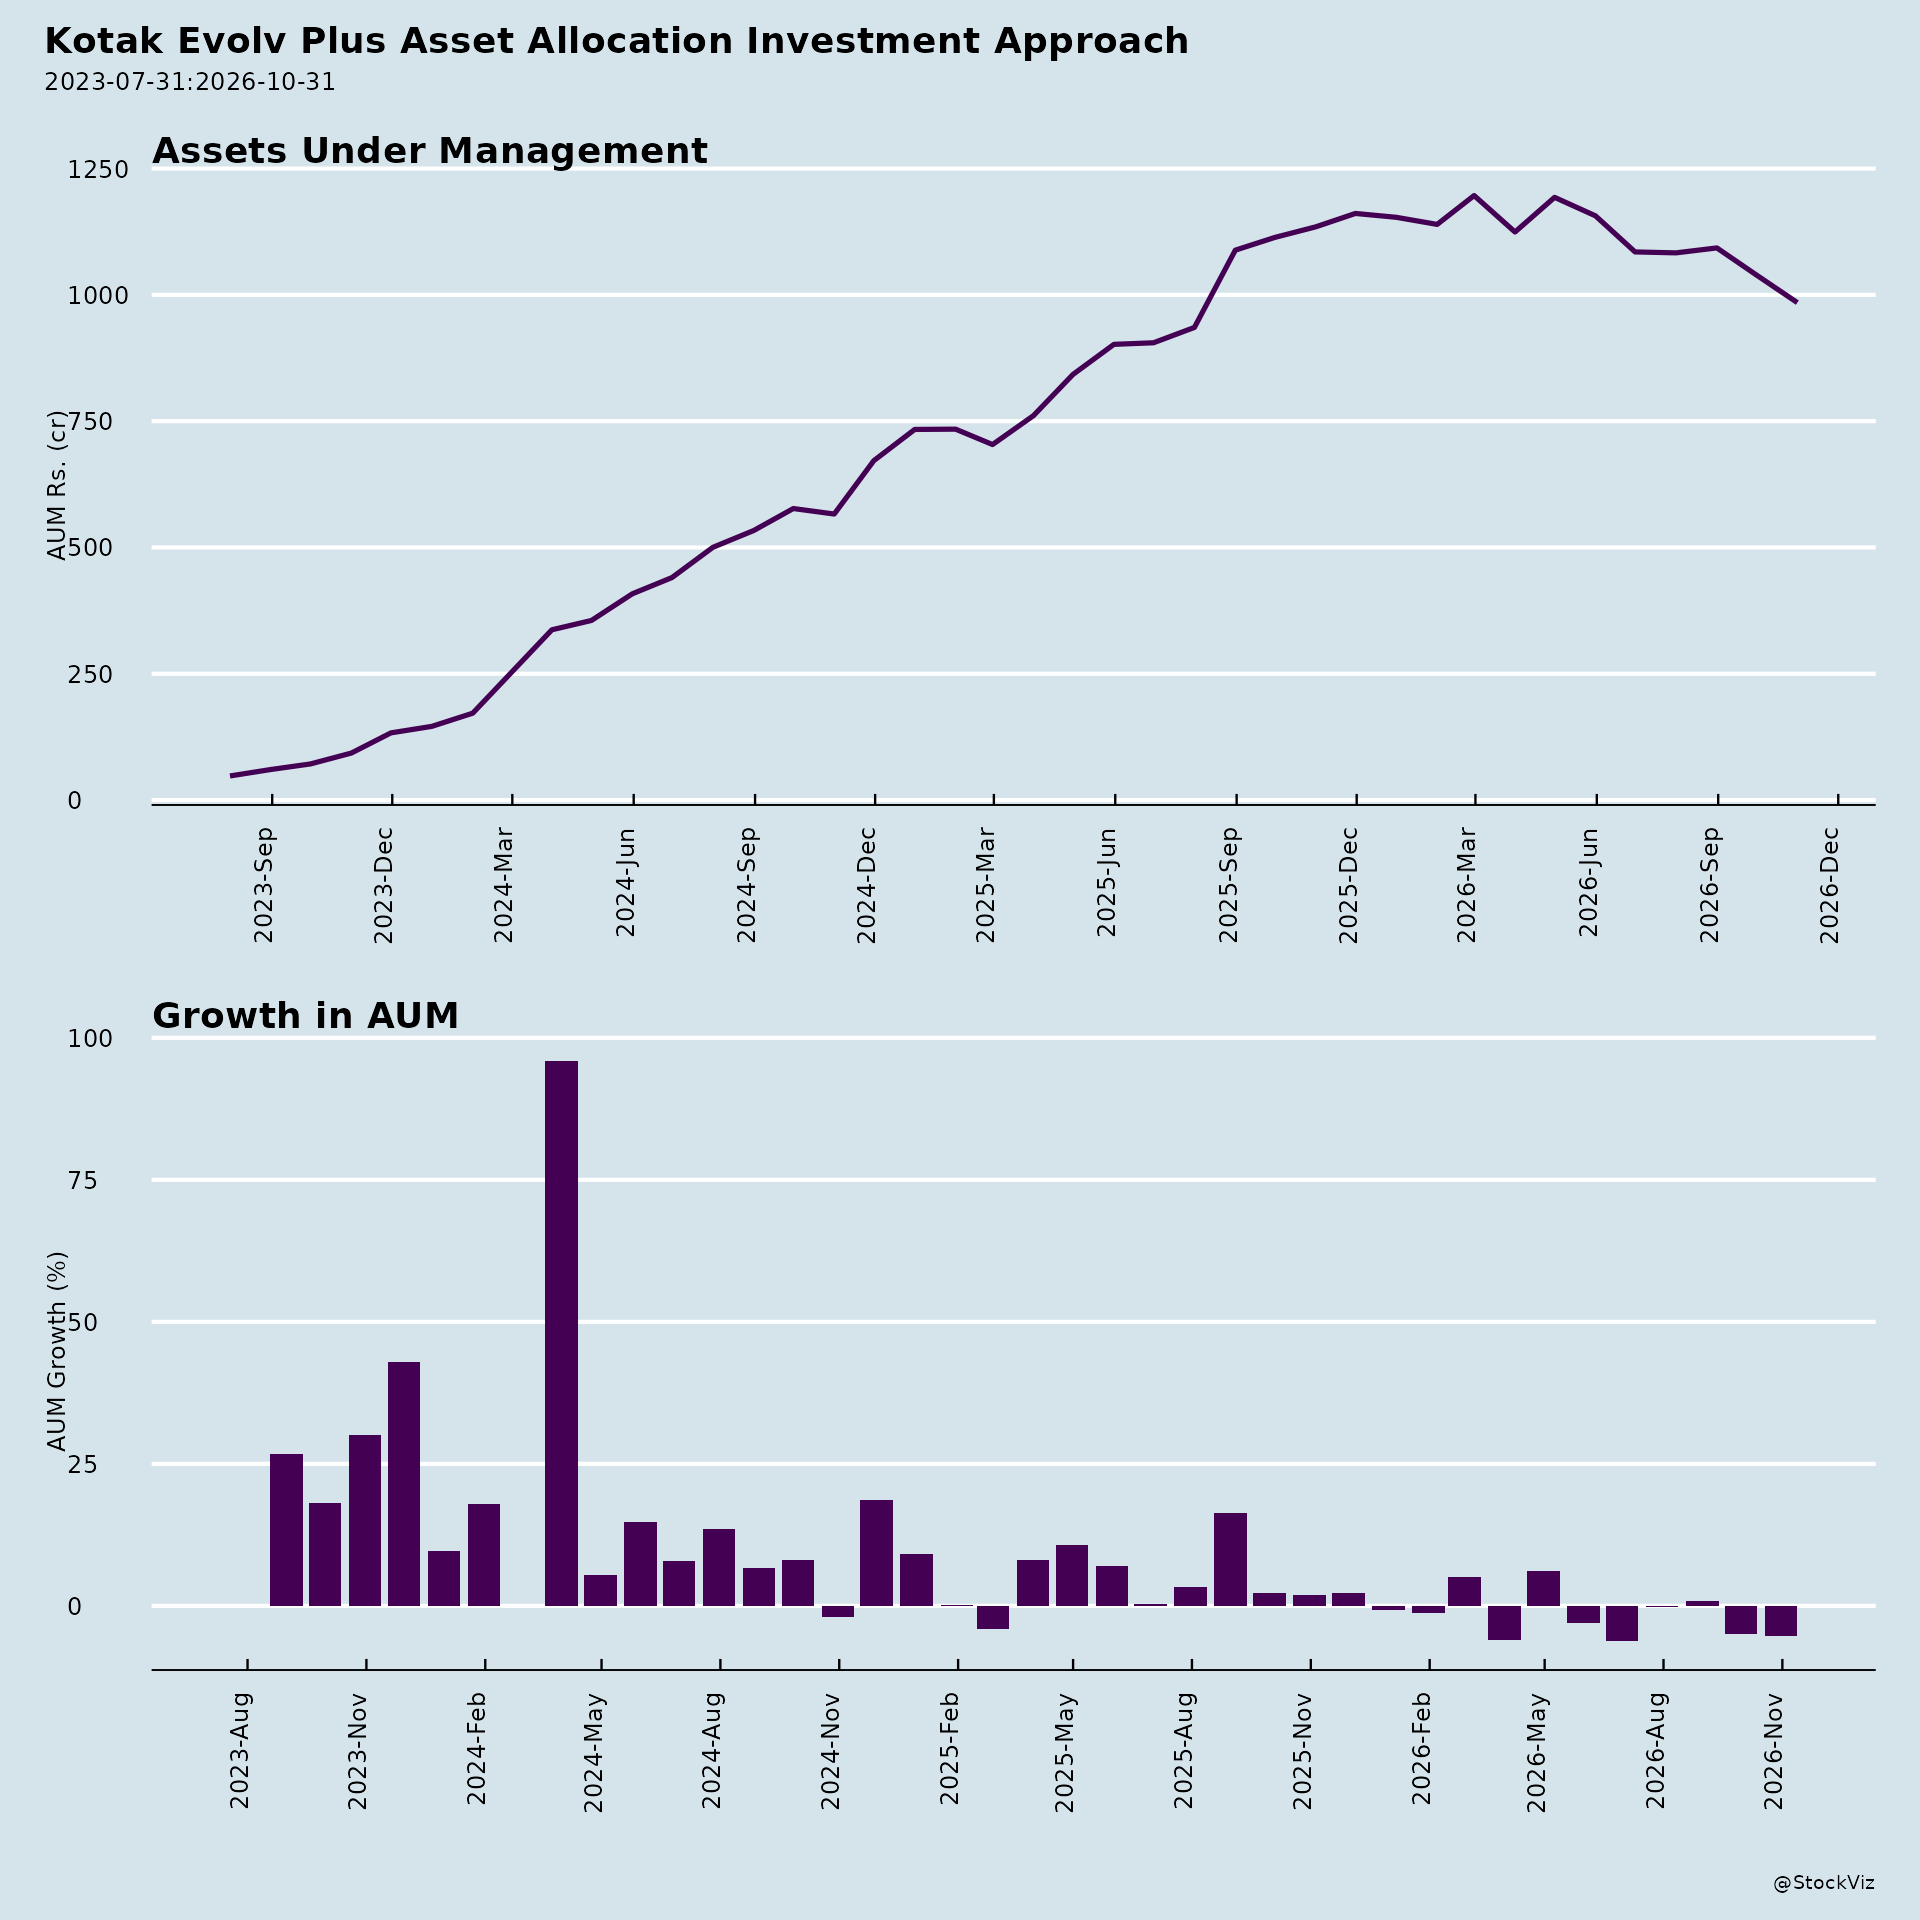 Kotak Evolv Plus Asset Allocation Investment Approach
2023-07-31:2026-10-31
Assets Under Management
AUM Rs. (cr)
1250
1000
750
500
250
0
2023-Sep
2023-Dec
2024-Mar
2024-Jun
2024-Sep
2024-Dec
2025-Mar
2025-Jun
2025-Sep
2025-Dec
2026-Mar
2026-Jun
2026-Sep
2026-Dec
Growth in AUM
AUM Growth (%)
100
75
50
25
0
2023-Aug
2023-Nov
2024-Feb
2024-May
2024-Aug
2024-Nov
2025-Feb
2025-May
2025-Aug
2025-Nov
2026-Feb
2026-May
2026-Aug
2026-Nov
@StockViz